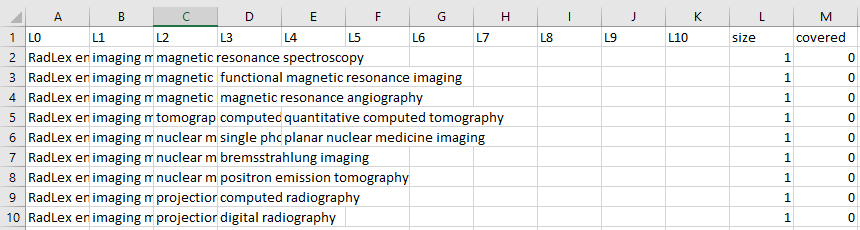 A B C D E F G H I J K L M
1 L0 L1 L2 L3 L4 L5 L6 L7 L8 L9 L10 size covered
2 RadLex en imaging m magnetic resonance spectroscopy 1 0
3 RadLex en imaging m magnetic functional magnetic resonance imaging 1 0
4 RadLex en imaging m magnetic magnetic resonance angiography 1 0
5 RadLex en imaging m tomograp computed quantitative computed tomography 1 0
6 RadLex en imaging m nuclear m single pho planar nuclear medicine imaging 1 0
7 RadLex en imaging m nuclear m bremsstrahlung imaging 1 0
8 RadLex en imaging m nuclear m positron emission tomography 1 0
9 RadLex en imaging m projection computed radiography 1 0
10 RadLex en imaging m projection digital radiography 1 0